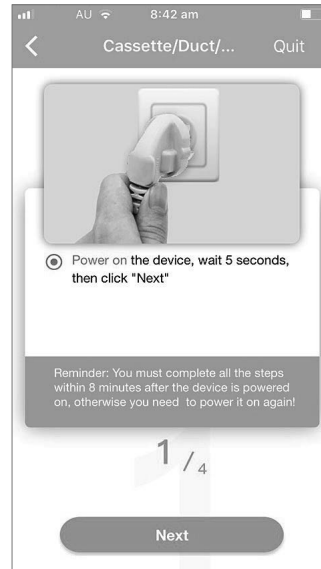 AU 8:42 am
Cassette/Duct/... Quit
Power on the device, wait 5 seconds,
then click "Next"
Reminder: You must complete all the steps
within 8 minutes after the device is powered
on, otherwise you need to power it on again!
1 / 4
Next